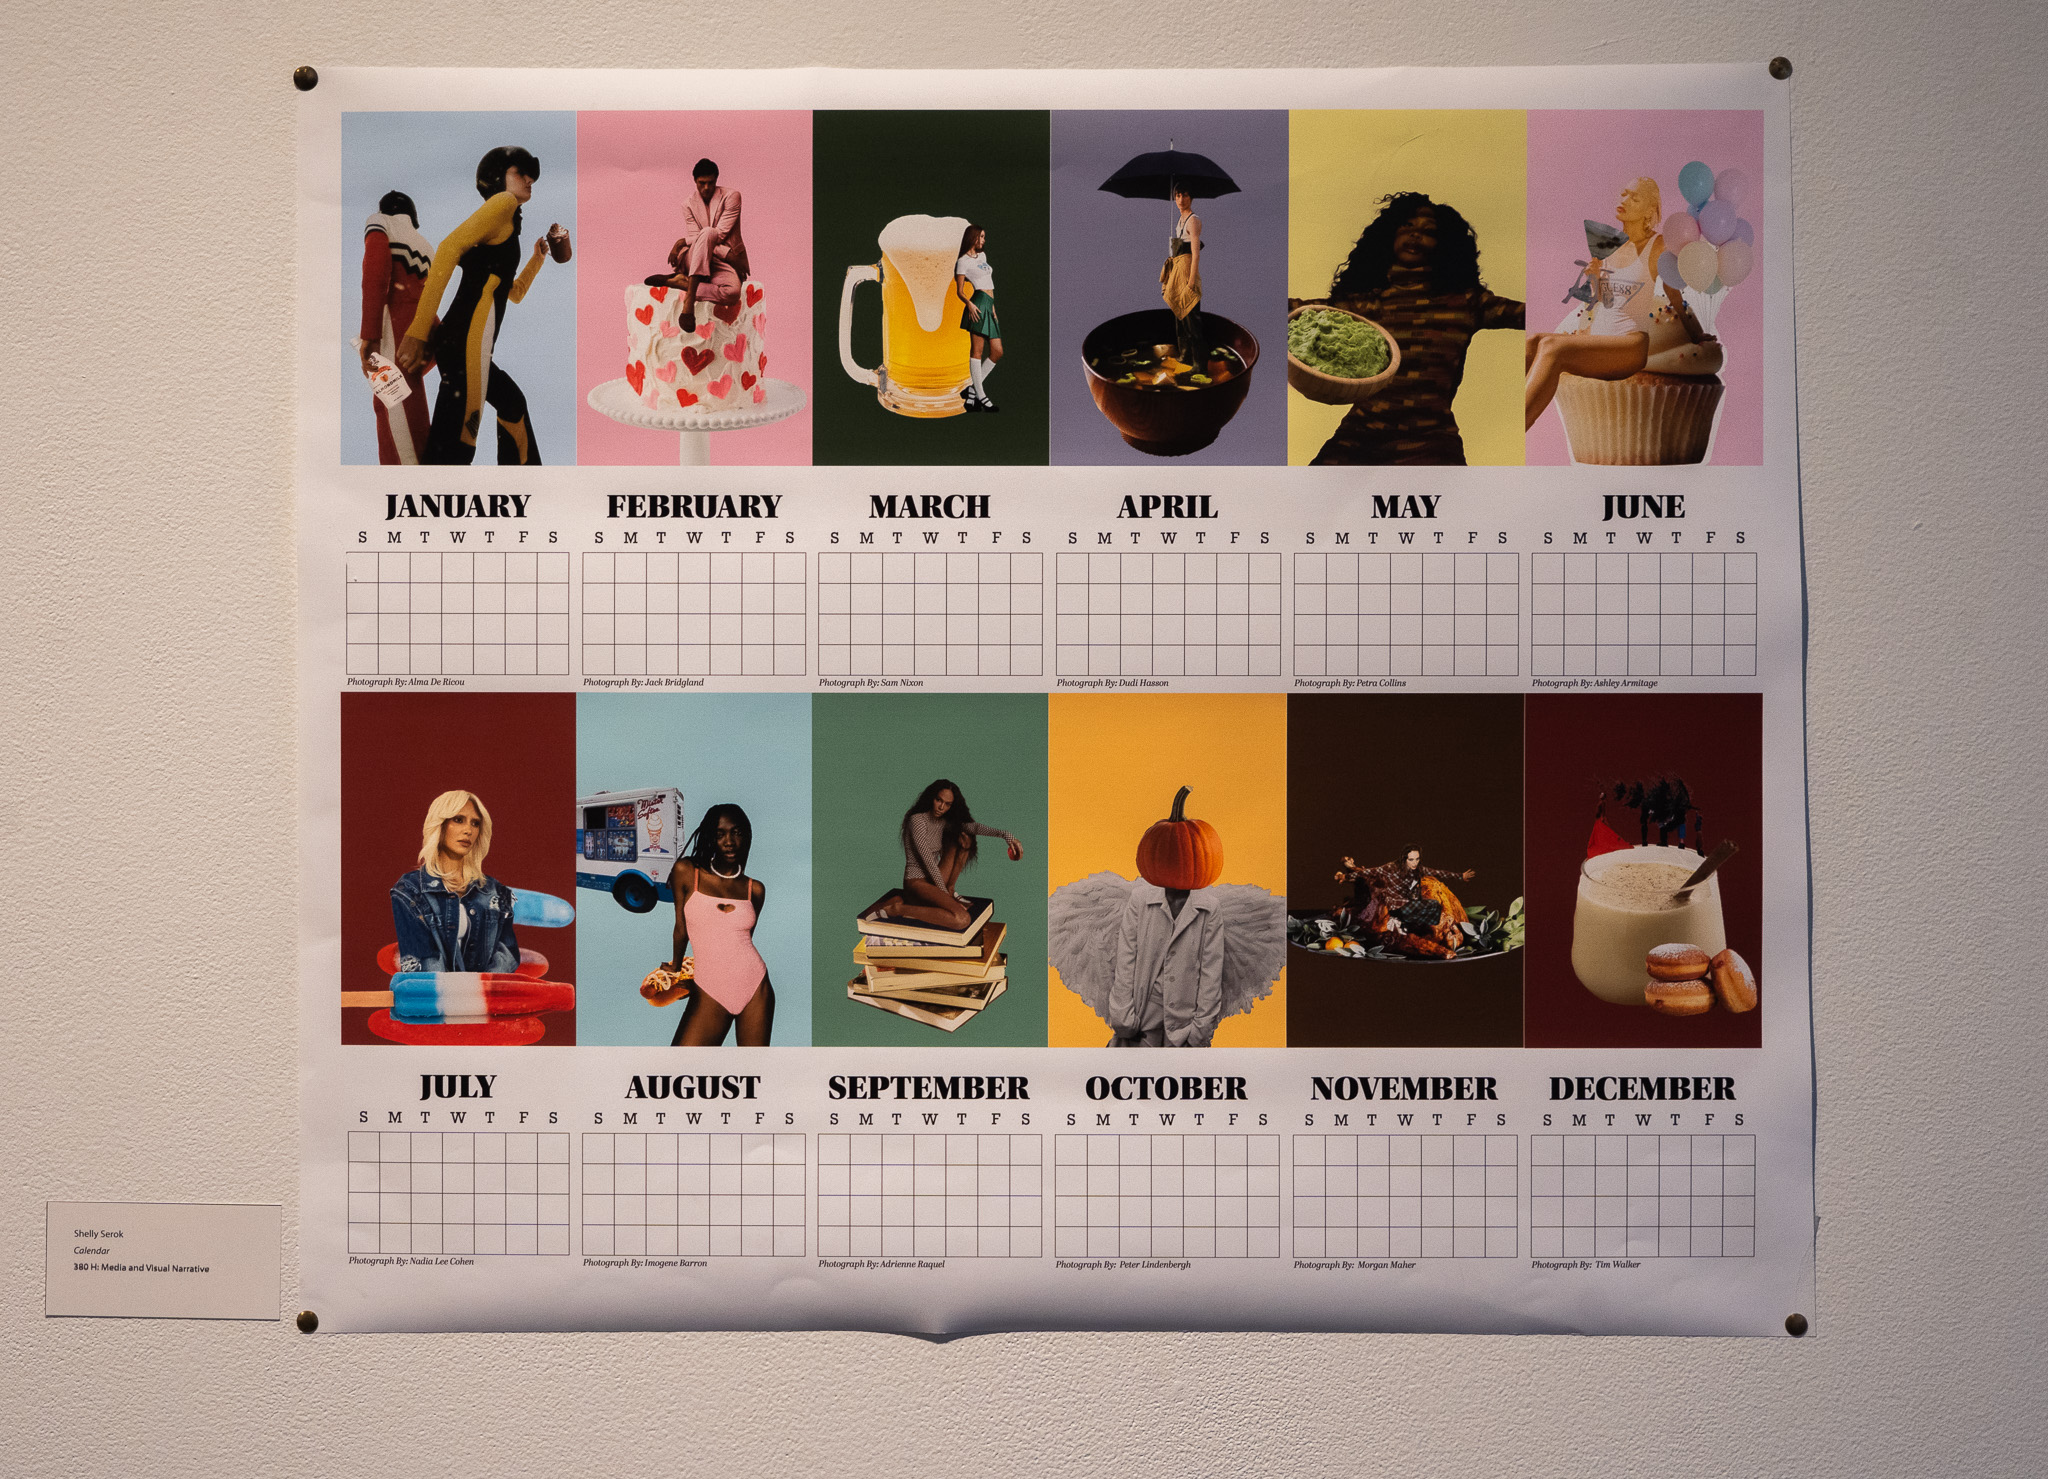 GUESS
JANUARY FEBRUARY MARCH APRIL MAY JUNE
S M T W T F S S M T W T F S S M T W T F S S M T W T F S S M T W T F S S M T W T F S
Photograph By: Alma De Ricou Photograph By: Jack Bridgland Photograph By: Sam Nixon Photograph By: Dudi Hasson Photograph By: Petra Collins Photograph By: Ashley Armitage
Mister
Softee
JULY AUGUST SEPTEMBER OCTOBER NOVEMBER DECEMBER
S M T W T F S S M T W T F S S M T W T F S S M T W T F S S M T W T F S S M T W T F S
Photograph By: Nadia Lee Cohen Photograph By: Imogene Barron Photograph By: Adrienne Raquel Photograph By: Peter Lindenbergh Photograph By: Morgan Maher Photograph By: Tim Walker
Shelly Serok
Calendar
380 H: Media and Visual Narrative